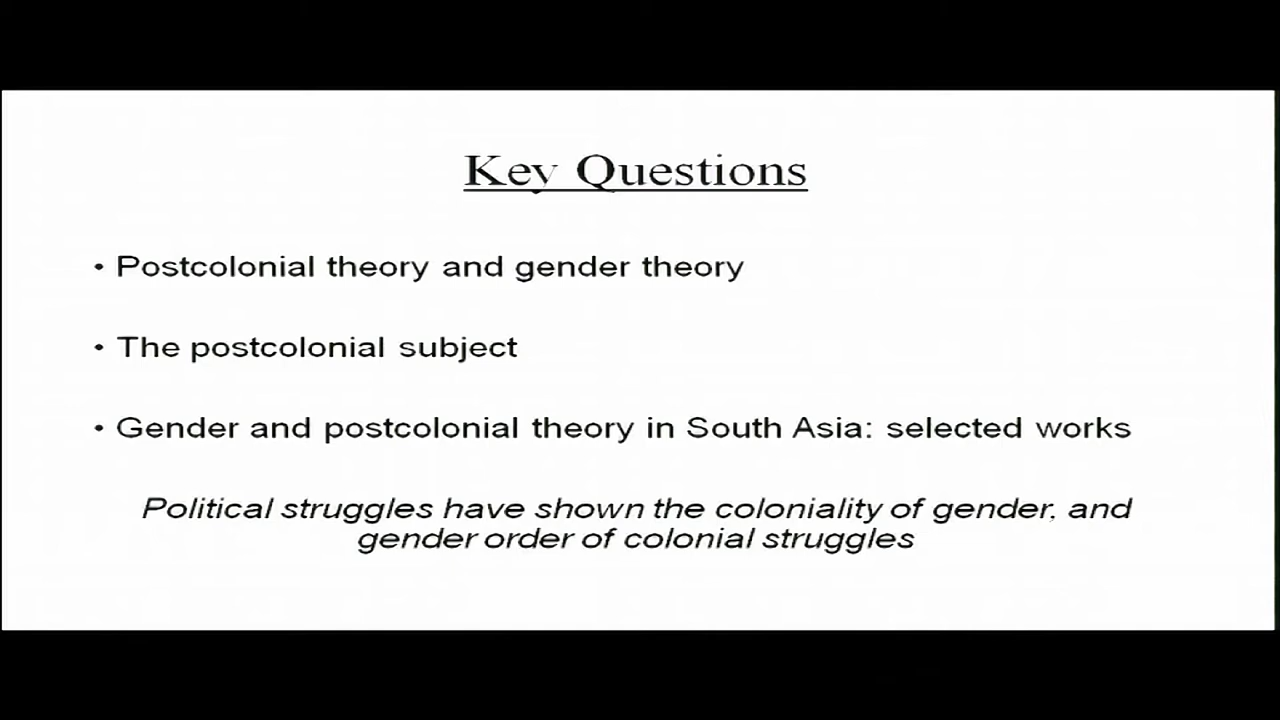 Key Questions
• Postcolonial theory and gender theory
• The postcolonial subject
• Gender and postcolonial theory in South Asia: selected works
Political struggles have shown the coloniality of gender, and
gender order of colonial struggles